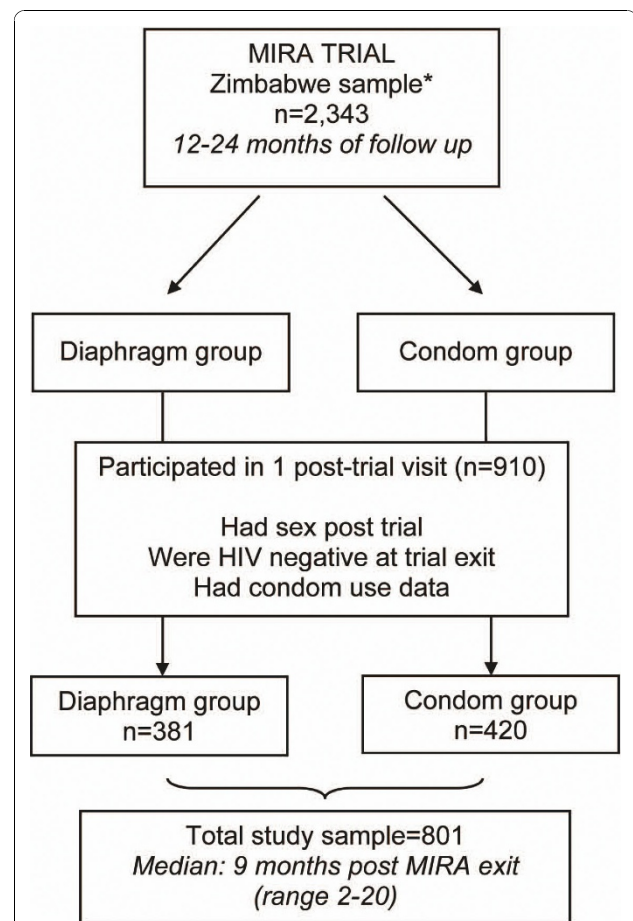 MIRA TRIAL
Zimbabwe sample*
n=2,343
12-24 months of follow up
Diaphragm group
Condom group
Participated in 1 post-trial visit (n=910)
Had sex post trial
Were HIV negative at trial exit
Had condom use data
Diaphragm group
n=381
Condom group
n=420
Total study sample=801
Median: 9 months post MIRA exit
(range 2-20)